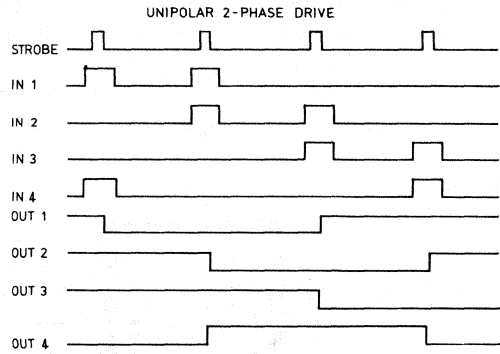 UNIPOLAR 2-PHASE DRIVE
STROBE
IN 1
IN 2
IN 3
IN 4
OUT 1
OUT 2
OUT 3
OUT 4